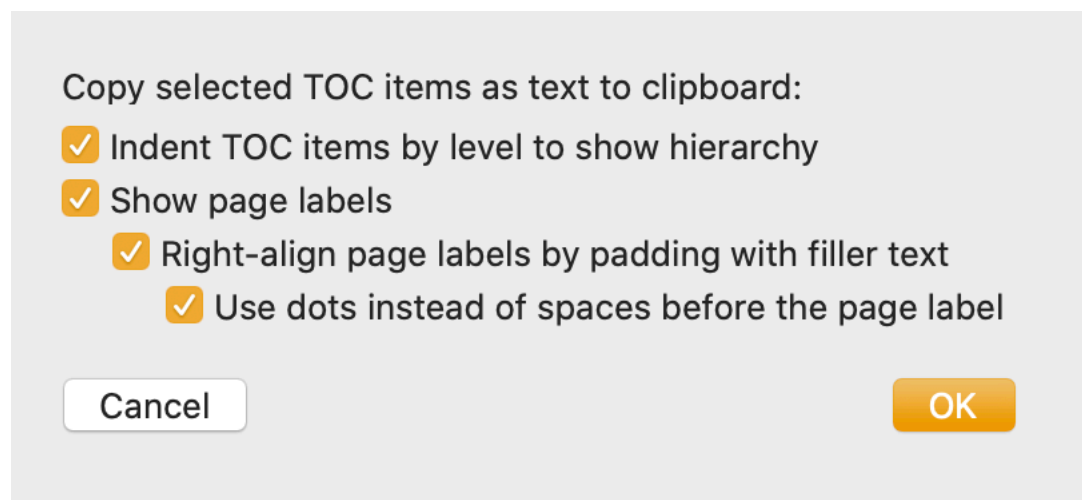 Copy selected TOC items as text to clipboard:
Indent TOC items by level to show hierarchy
Show page labels
Right-align page labels by padding with filler text
Use dots instead of spaces before the page label
Cancel
OK